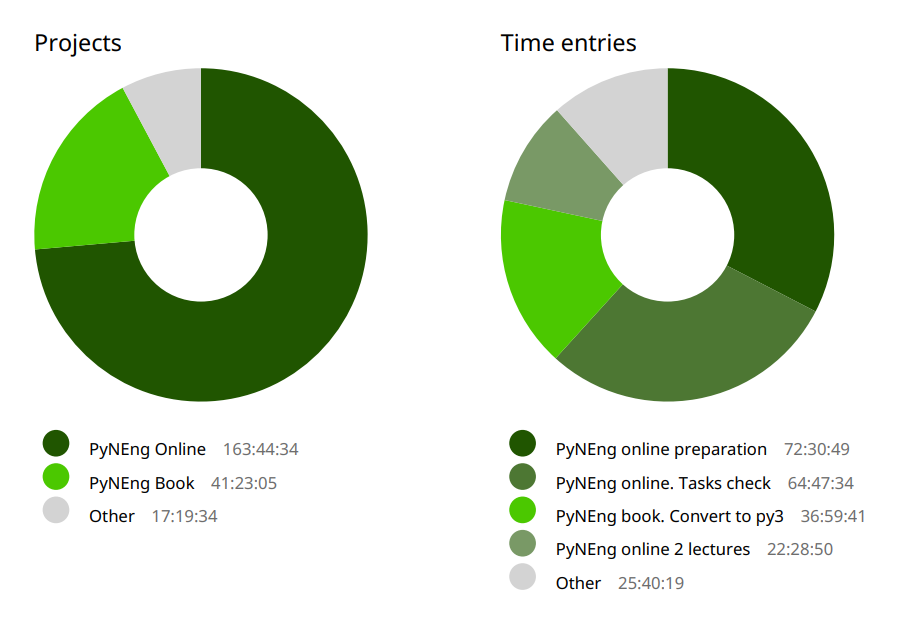 Projects
PyNEng Online 163:44:34
PyNEng Book 41:23:05
Other 17:19:34
Time entries
PyNEng online preparation 72:30:49
PyNEng online. Tasks check 64:47:34
PyNEng book. Convert to py3 36:59:41
PyNEng online 2 lectures 22:28:50
Other 25:40:19